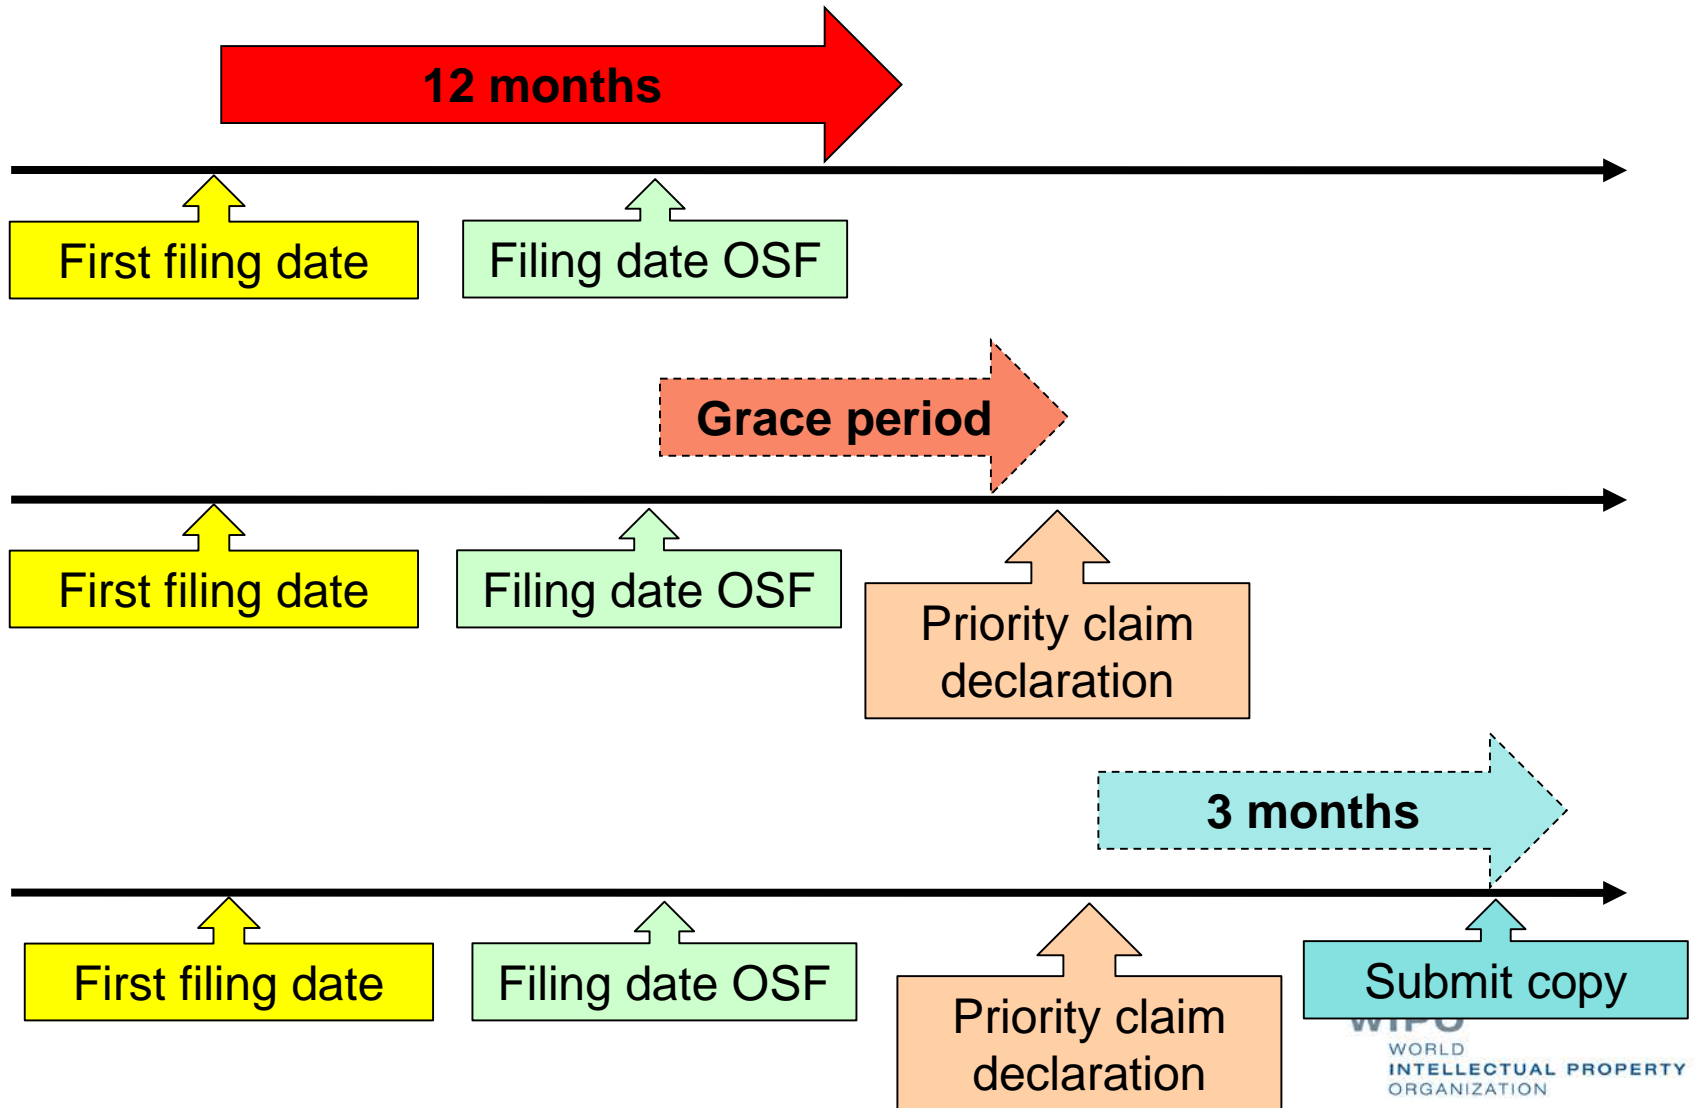 12 months
First filing date
Filing date OSF
Grace period
First filing date
Filing date OSF
Priority claim
declaration
3 months
First filing date
Filing date OSF
Priority claim
declaration
Submit copy
WIPO
WORLD
INTELLECTUAL PROPERTY
ORGANIZATION